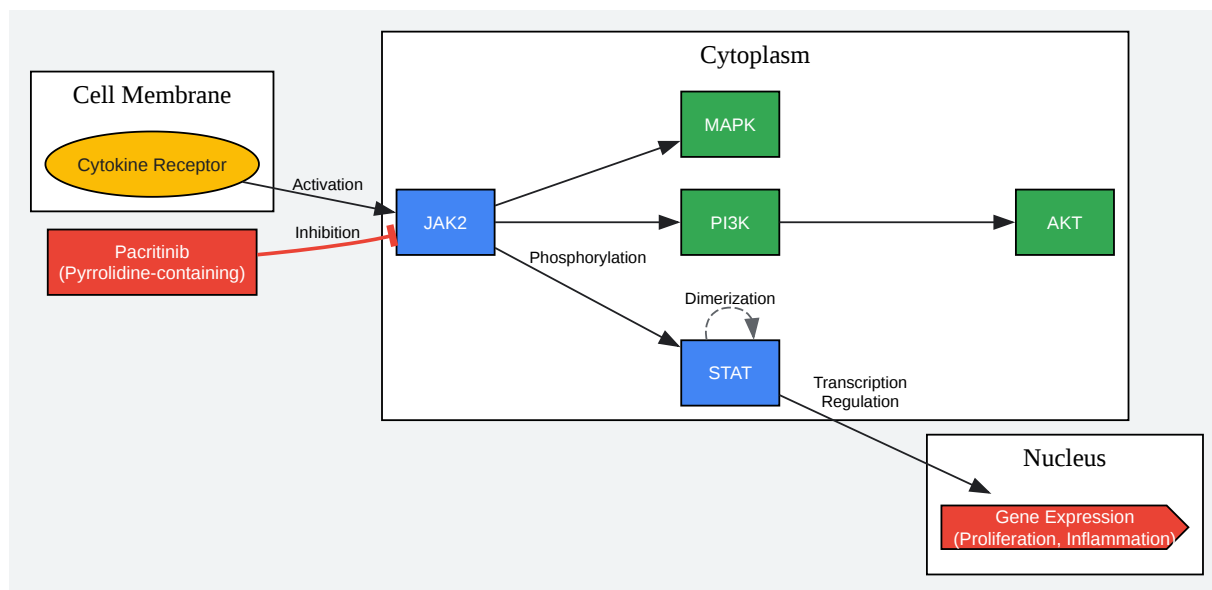 Cytoplasm
Cell Membrane
MAPK
Cytokine Receptor
Activation
JAK2
PI3K
AKT
Inhibition
Pacritinib
(Pyrrolidine-containing)
Phosphorylation
Dimerization
STAT
Transcription
Regulation
Nucleus
Gene Expression
(Proliferation, Inflammation)